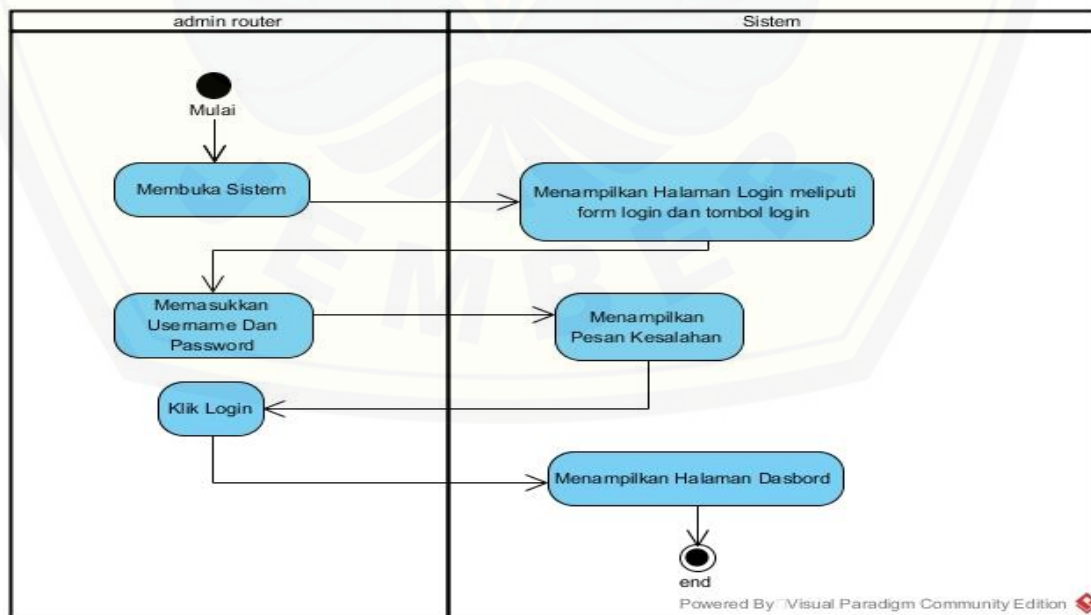 admin router
Sistem
Mulai
Membuka Sistem
Menampilkan Halaman Login meliputi
form login dan tombol login
Memasukkan
Username Dan
Password
Menampilkan
Pesan Kesalahan
Klik Login
Menampilkan Halaman Dasbord
end
Powered By Visual Paradigm Community Edition
JEMBER